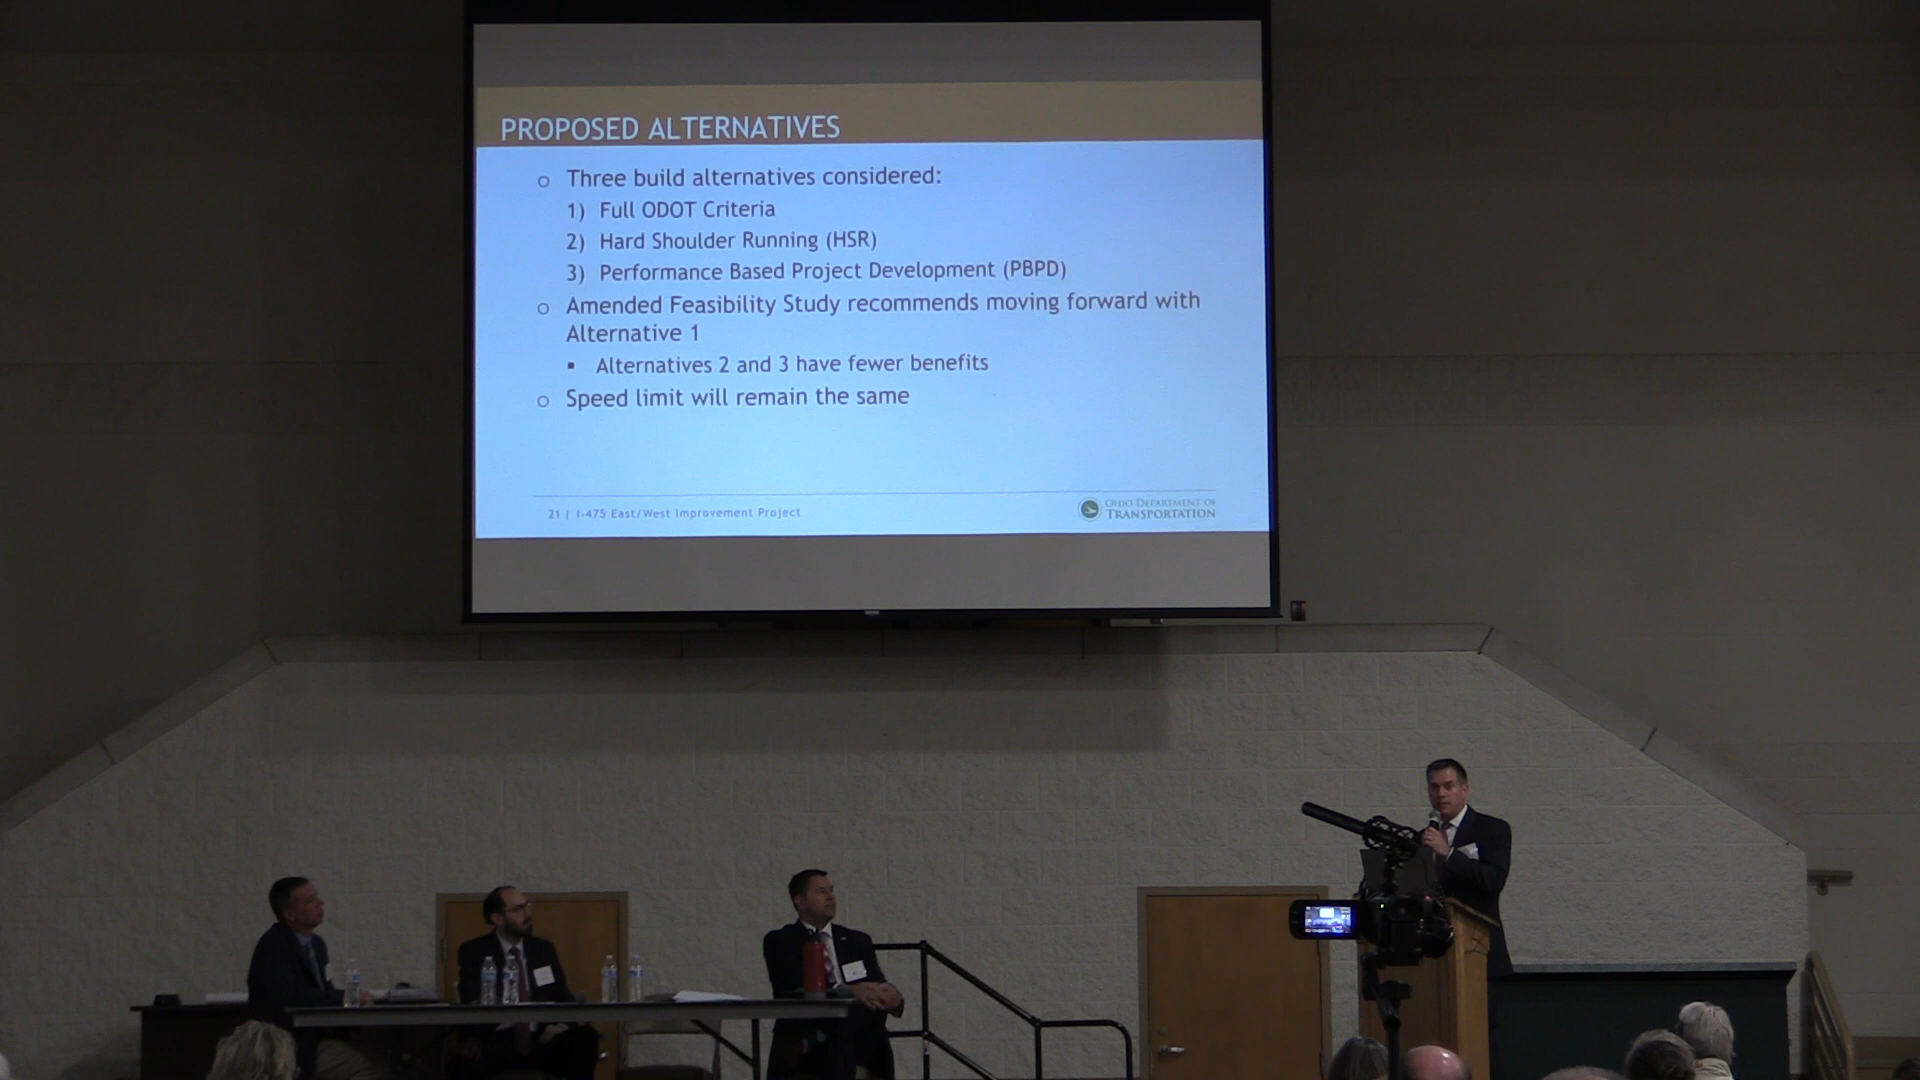 PROPOSED ALTERNATIVES
o Three build alternatives considered:
1) Full ODOT Criteria
2) Hard Shoulder Running (HSR)
3) Performance Based Project Development (PBPD)
o Amended Feasibility Study recommends moving forward with
Alternative 1
▪ Alternatives 2 and 3 have fewer benefits
o Speed limit will remain the same
21 | I-475 East/West Improvement Project
OHIO DEPARTMENT OF
TRANSPORTATION